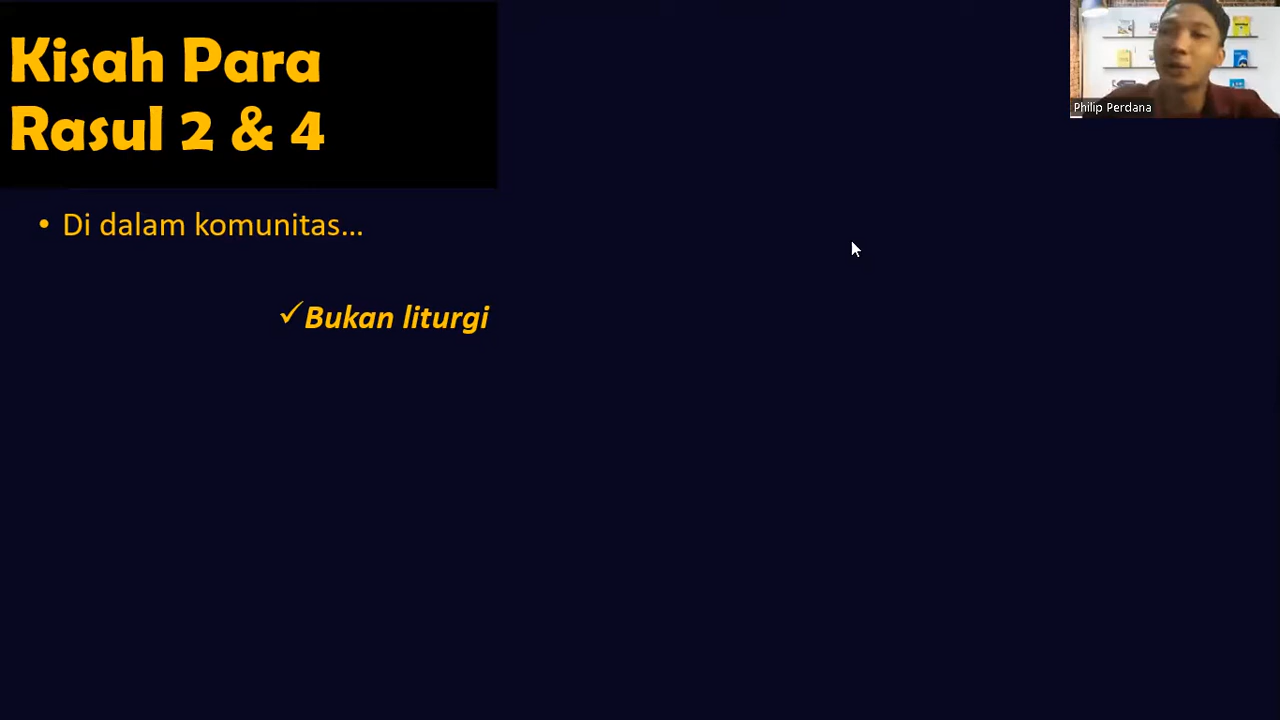 Kisah Para
Rasul 2 & 4
Philip Perdana
• Di dalam komunitas...
✓Bukan liturgi